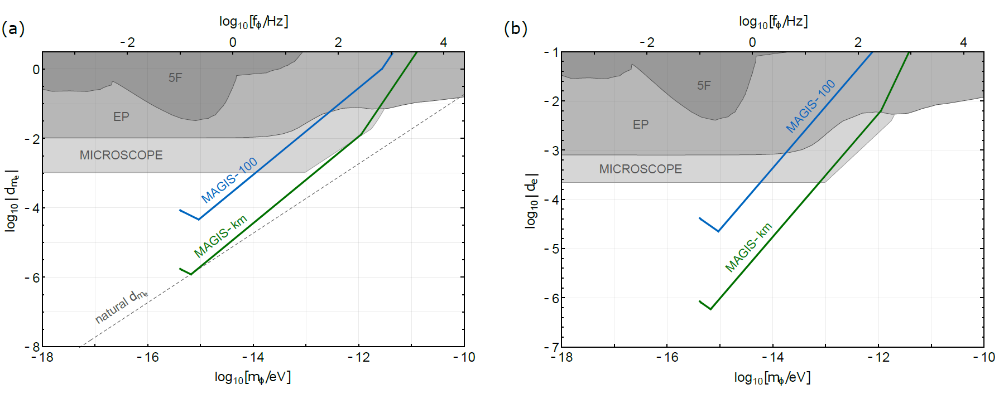 (a)
log10[fϕ/Hz]
-2 0 2 4
0
-2
-4
-6
-8
log10|dme|
5F
EP
MICROSCOPE
MAGIS-100
MAGIS-km
natural dme
-18 -16 -14 -12 -10
log10[mϕ/eV]
(b)
log10[fϕ/Hz]
-2 0 2 4
-1
-2
-3
-4
-5
-6
-7
log10|de|
5F
EP
MICROSCOPE
MAGIS-100
MAGIS-km
-18 -16 -14 -12 -10
log10[mϕ/eV]